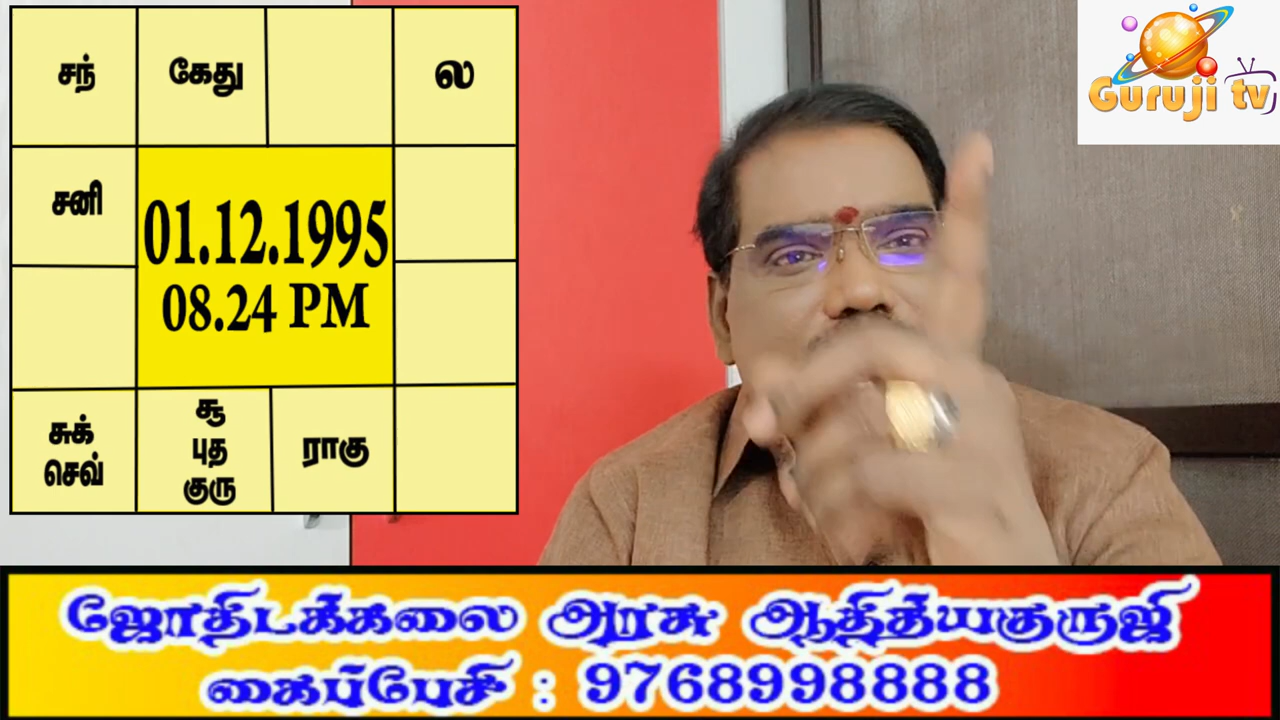 சந்
கேது
ல
சனி
01.12.1995
08.24 PM
சுக்
செவ்
சூ
புத
குரு
ராகு
Guruji tv
ஜோதிடக்கலை அரசு ஆதித்யகுருஜி
கைப்பேசி : 9768998888